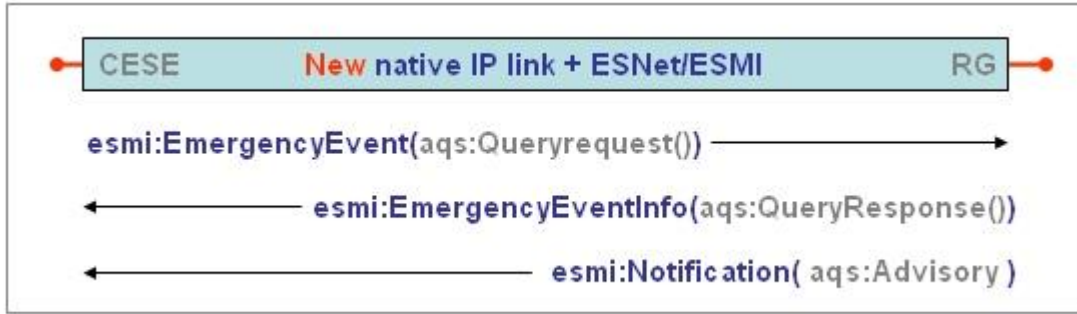 CESE New native IP link + ESNet/ESMI RG
esmi:EmergencyEvent(aqs:Queryrequest())
esmi:EmergencyEventInfo(aqs:QueryResponse())
esmi:Notification( aqs:Advisory )